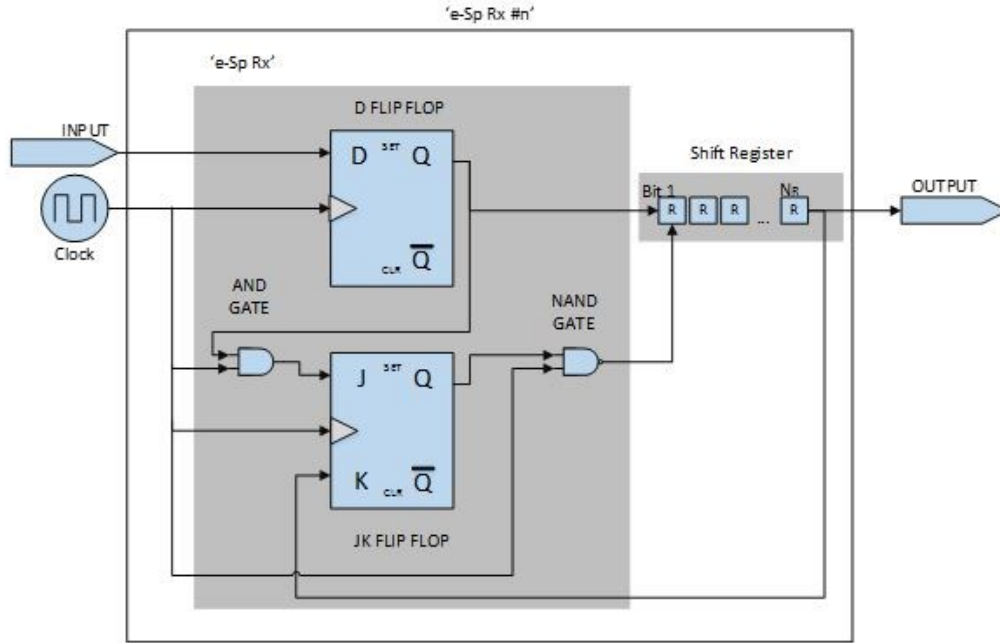 ‘e-Sp Rx #n’
‘e-Sp Rx’
D FLIP FLOP
INPUT
D SET Q
Shift Register
Bit 1 NR
OUTPUT
R R R ... R
Clock
CLR Q
AND
GATE
NAND
GATE
J SET Q
K CLR Q
JK FLIP FLOP